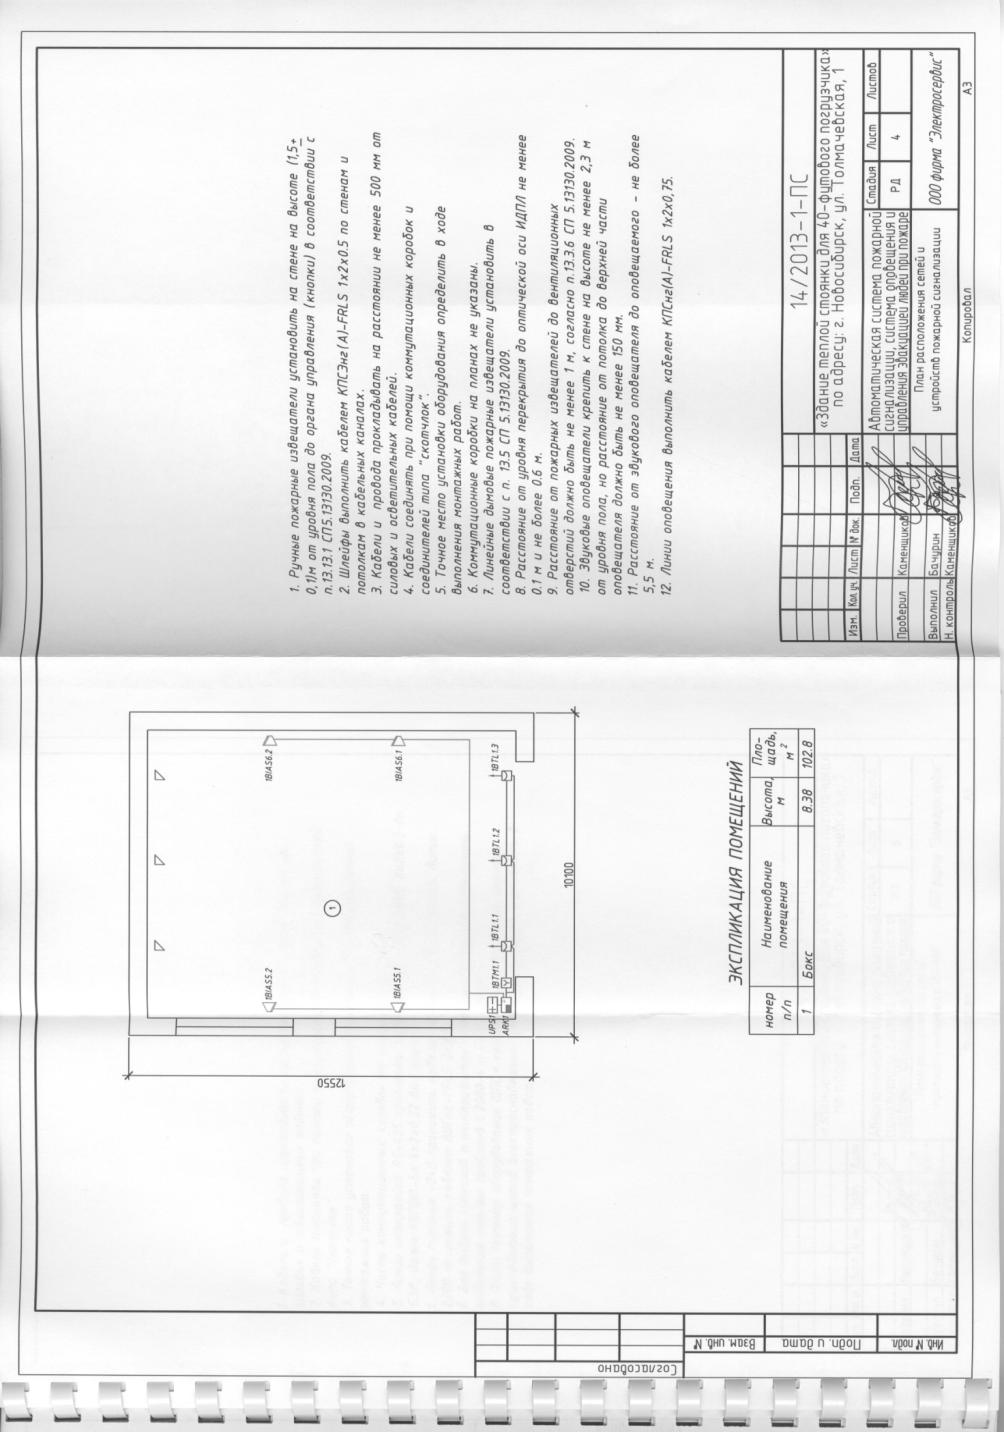 1. Ручные пожарные извещатели установить на стене на высоте (1,5±
0,1)м от уровня пола до органа управления (кнопки) в соответствии с
п.13.13.1 СП5.13130.2009.
2. Шлейфы выполнить кабелем КПСЭнг(А)-FRLS 1х2х0.5 по стенам и
потолкам в кабельных каналах.
3. Кабели и провода прокладывать на расстоянии не менее 500 мм от
силовых и осветительных кабелей.
4. Кабели соединять при помощи коммутационных коробок и
соединителей типа "скотчлок".
5. Точное место установки оборудования определить в ходе
выполнения монтажных работ.
6. Коммутационные коробки на планах не указаны.
7. Линейные дымовые пожарные извещатели установить в
соответствии с п. 13.5 СП 5.13130.2009.
8. Расстояние от уровня перекрытия до оптической оси ИДПЛ не менее
0.1 м и не более 0.6 м.
9. Расстояние от пожарных извещателей до вентиляционных
отверстий должно быть не менее 1 м, согласно п.13.3.6 СП 5.13130.2009.
10. Звуковые оповещатели крепить к стене на высоте не менее 2,3 м
от уровня пола, но расстояние от потолка до верхней части
оповещателя должно быть не менее 150 мм.
11. Расстояние от звукового оповещателя до оповещаемого - не более
5,5 м.
12. Линии оповещения выполнить кабелем КПСнг(А)-FRLS 1х2х0,75.
12550
10100
1
1BIAS5.2
1BIAS6.2
1BIAS5.1
1BIAS6.1
UPS1
ARK1
1BTM1.1
1BTL1.1
1BTL1.2
1BTL1.3
ЭКСПЛИКАЦИЯ ПОМЕЩЕНИЙ
номер п/п Наименование помещения Высота, м Пло-щадь, м²
1 Бокс 8.38 102.8
14/2013-1-ПС
«Здание теплой стоянки для 40-футового погрузчика»
по адресу: г. Новосибирск, ул. Толмачевская, 1
Изм. Кол.уч. Лист № док. Подп. Дата
Проверил Каменщиков
Выполнил Бачурин
Н. контроль Каменщиков
Автоматическая система пожарной
сигнализации, система оповещения и
управления эвакуацией людей при пожаре
Стадия Лист Листов
РД 4
План расположения сетей и
устройств пожарной сигнализации
ООО фирма "Электросервис"
Копировал А3
Согласовано
Взам. инв. №
Подп. и дата
Инв. № подл.